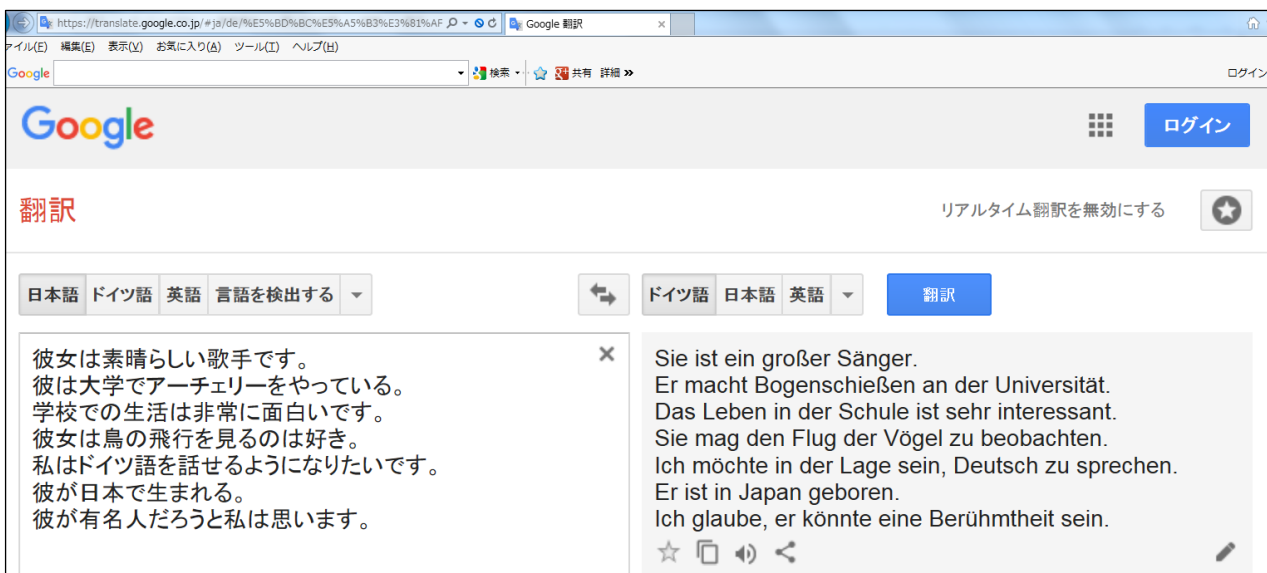 https://translate.google.co.jp/#ja/de/%E5%BD%BC%E5%A5%B3%E3%81%AF Google 翻訳
ァイル(F) 編集(E) 表示(V) お気に入り(A) ツール(T) ヘルプ(H)
Google 検索 共有 詳細 »
ログイン
Google ログイン
翻訳 リアルタイム翻訳を無効にする
日本語 ドイツ語 英語 言語を検出する ドイツ語 日本語 英語 翻訳
彼女は素晴らしい歌手です。
彼は大学でアーチェリーをやっている。
学校での生活は非常に面白いです。
彼女は鳥の飛行を見るのは好き。
私はドイツ語を話せるようになりたいです。
彼が日本で生まれる。
彼が有名人だろうと私は思います。
Sie ist ein großer Sänger.
Er macht Bogenschießen an der Universität.
Das Leben in der Schule ist sehr interessant.
Sie mag den Flug der Vögel zu beobachten.
Ich möchte in der Lage sein, Deutsch zu sprechen.
Er ist in Japan geboren.
Ich glaube, er könnte eine Berühmtheit sein.